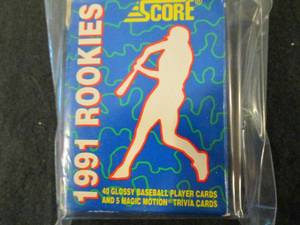 SCORE®
1991 ROOKIES
40 GLOSSY BASEBALL PLAYER CARDS
AND 5 MAGIC MOTION® TRIVIA CARDS